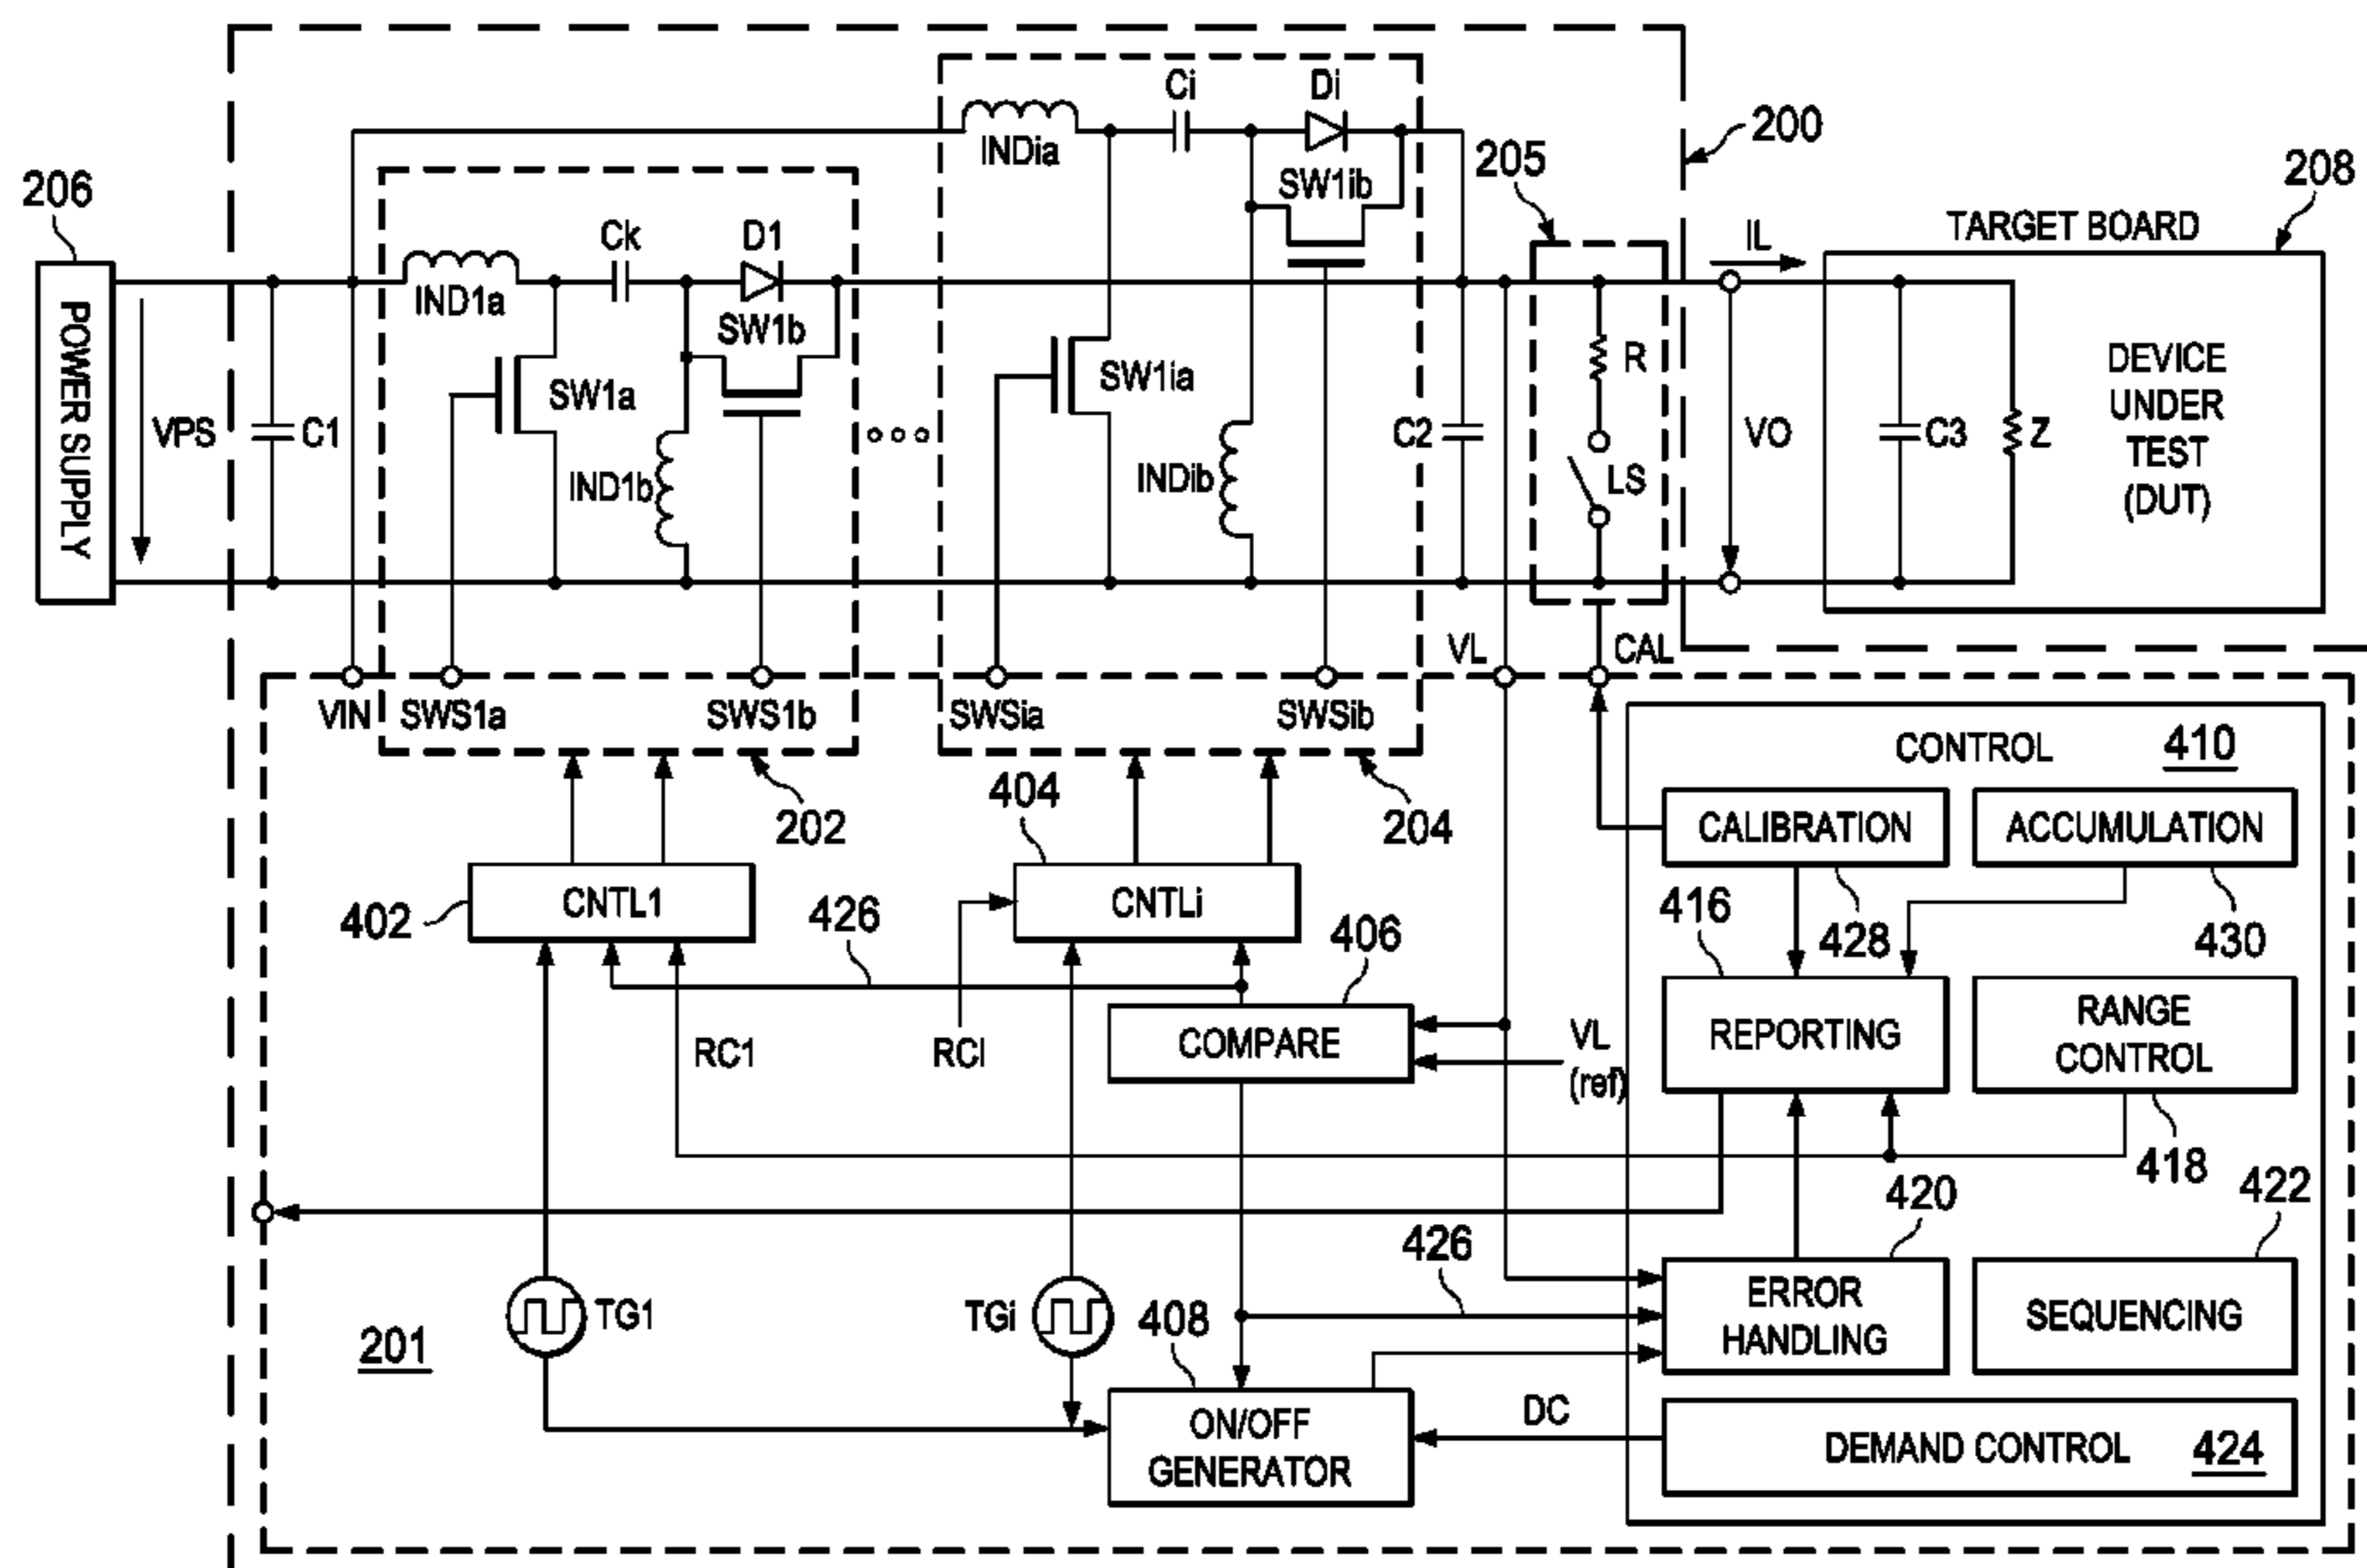 200
205
208
206
Ci
Di
INDia
SW1ib
IL
TARGET BOARD
Ck
D1
IND1a
SW1b
POWER SUPPLY
VPS
C1
SW1a
IND1b
SW1ia
INDib
C2
R
LS
VO
C3
Z
DEVICE
UNDER
TEST
(DUT)
VL
CAL
VIN
SWS1a
SWS1b
SWSia
SWSib
202
204
404
402
CNTL1
426
CNTLi
406
RC1
RCI
COMPARE
VL
(ref)
CONTROL
410
CALIBRATION
ACCUMULATION
416
428
430
REPORTING
RANGE
CONTROL
418
420
422
426
ERROR
HANDLING
SEQUENCING
TG1
TGi
408
201
ON/OFF
GENERATOR
DC
DEMAND CONTROL
424